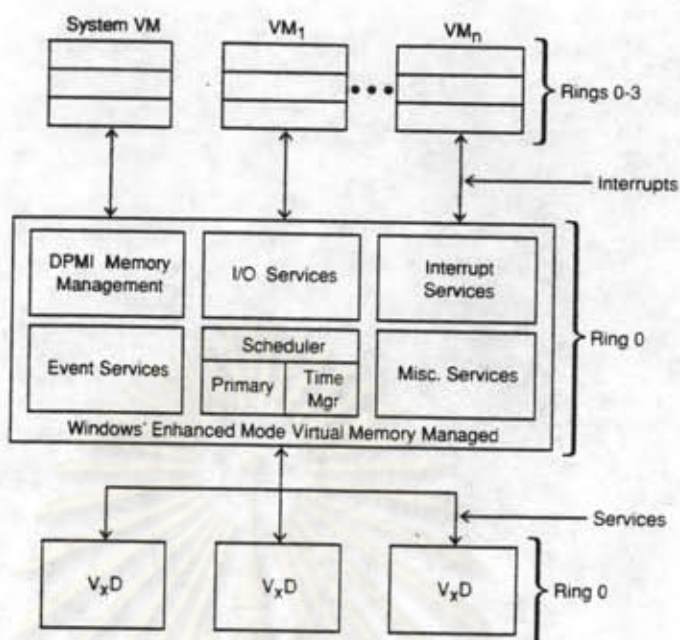 System VM
VM1
VMn
Rings 0-3
Interrupts
DPMI Memory
Management
I/O Services
Interrupt
Services
Ring 0
Event Services
Scheduler
Primary
Time
Mgr
Misc. Services
Windows' Enhanced Mode Virtual Memory Managed
Services
VxD
VxD
VxD
Ring 0